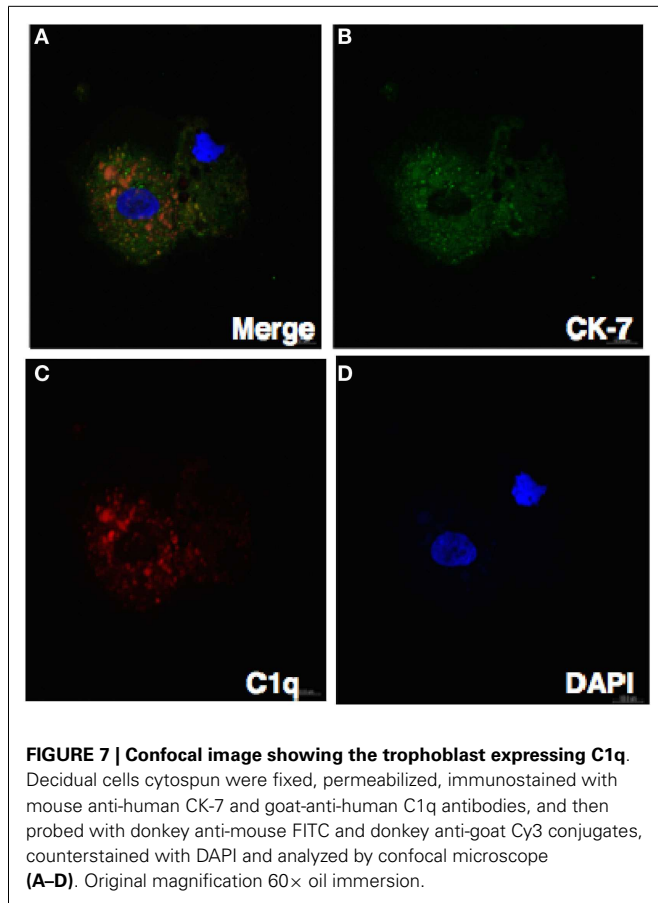 A
B
Merge
CK-7
C
D
C1q
DAPI
FIGURE 7 | Confocal image showing the trophoblast expressing C1q.
Decidual cells cytospun were fixed, permeabilized, immunostained with
mouse anti-human CK-7 and goat-anti-human C1q antibodies, and then
probed with donkey anti-mouse FITC and donkey anti-goat Cy3 conjugates,
counterstained with DAPI and analyzed by confocal microscope
(A–D). Original magnification 60× oil immersion.